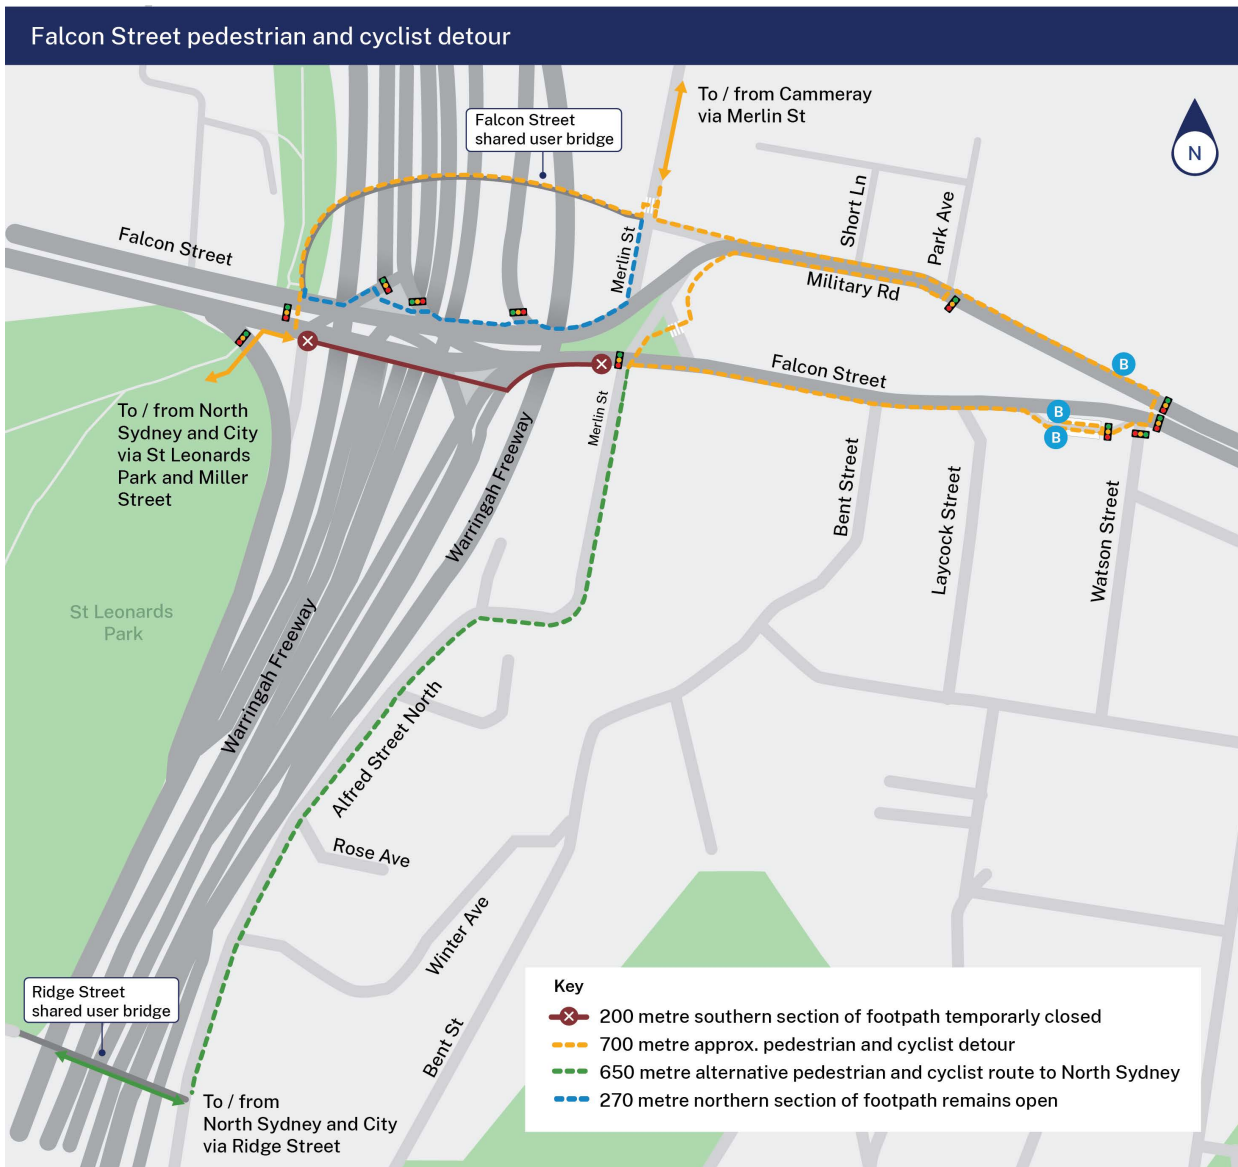 Falcon Street pedestrian and cyclist detour
To / from Cammeray
via Merlin St
Falcon Street
shared user bridge
N
Short Ln
Park Ave
Falcon Street
Merlin St
Military Rd
B
Falcon Street
B
B
Merlin St
To / from North
Sydney and City
via St Leonards
Park and Miller
Street
Warringah Freeway
Bent Street
Laycock Street
Watson Street
St Leonards
Park
Warringah Freeway
Alfred Street North
Rose Ave
Winter Ave
Bent St
Ridge Street
shared user bridge
To / from
North Sydney and City
via Ridge Street
Key
200 metre southern section of footpath temporarly closed
700 metre approx. pedestrian and cyclist detour
650 metre alternative pedestrian and cyclist route to North Sydney
270 metre northern section of footpath remains open